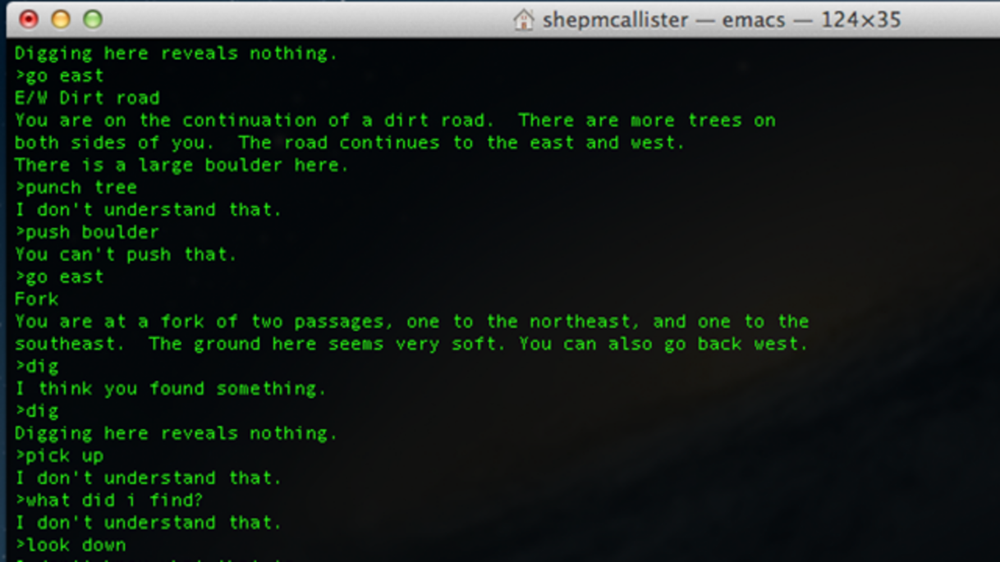 shepmcallister — emacs — 124×35
Digging here reveals nothing.
>go east
E/W Dirt road
You are on the continuation of a dirt road.  There are more trees on
both sides of you.  The road continues to the east and west.
There is a large boulder here.
>punch tree
I don't understand that.
>push boulder
You can't push that.
>go east
Fork
You are at a fork of two passages, one to the northeast, and one to the
southeast.  The ground here seems very soft. You can also go back west.
>dig
I think you found something.
>dig
Digging here reveals nothing.
>pick up
I don't understand that.
>what did i find?
I don't understand that.
>look down